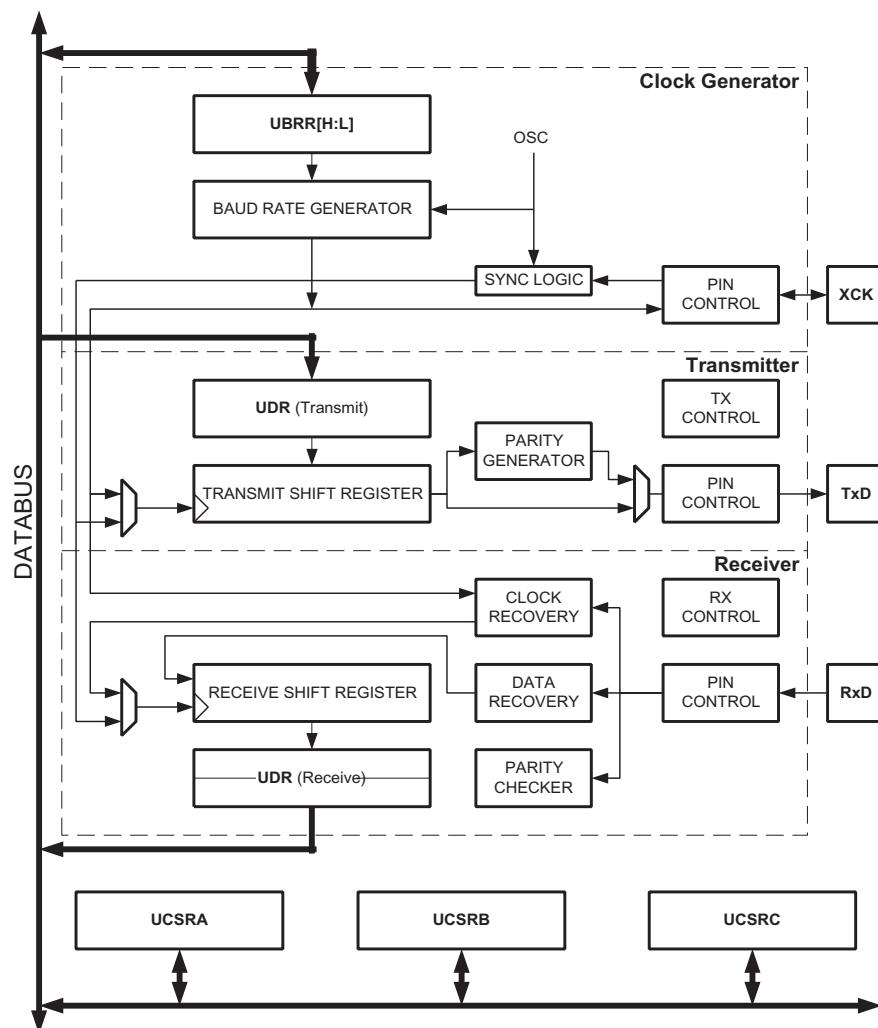 Clock Generator
UBRR[H:L]
OSC
BAUD RATE GENERATOR
SYNC LOGIC
PIN
CONTROL
XCK
Transmitter
UDR (Transmit)
TX
CONTROL
PARITY
GENERATOR
TRANSMIT SHIFT REGISTER
PIN
CONTROL
TxD
DATABUS
Receiver
CLOCK
RECOVERY
RX
CONTROL
RECEIVE SHIFT REGISTER
DATA
RECOVERY
PIN
CONTROL
RxD
UDR (Receive)
PARITY
CHECKER
UCSRA
UCSRB
UCSRC